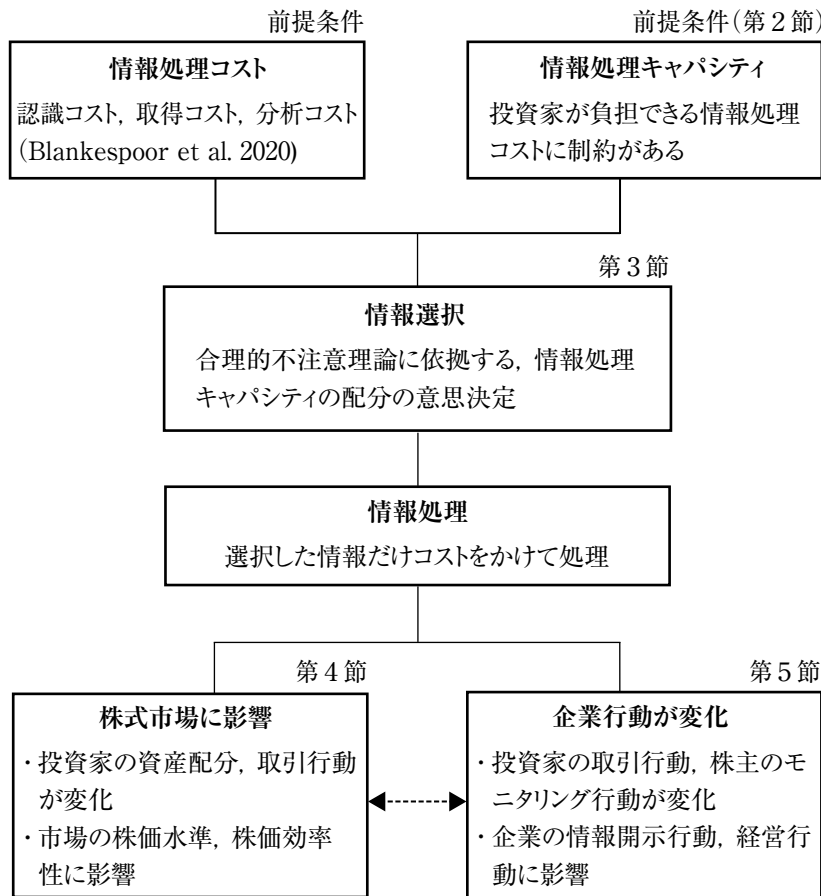 前提条件
情報処理コスト
認識コスト, 取得コスト, 分析コスト
(Blankespoor et al. 2020)
前提条件(第2節)
情報処理キャパシティ
投資家が負担できる情報処理
コストに制約がある
第3節
情報選択
合理的不注意理論に依拠する, 情報処理
キャパシティの配分の意思決定
情報処理
選択した情報だけコストをかけて処理
第4節
株式市場に影響
・投資家の資産配分, 取引行動
が変化
・市場の株価水準, 株価効率
性に影響
第5節
企業行動が変化
・投資家の取引行動, 株主のモ
ニタリング行動が変化
・企業の情報開示行動, 経営行
動に影響